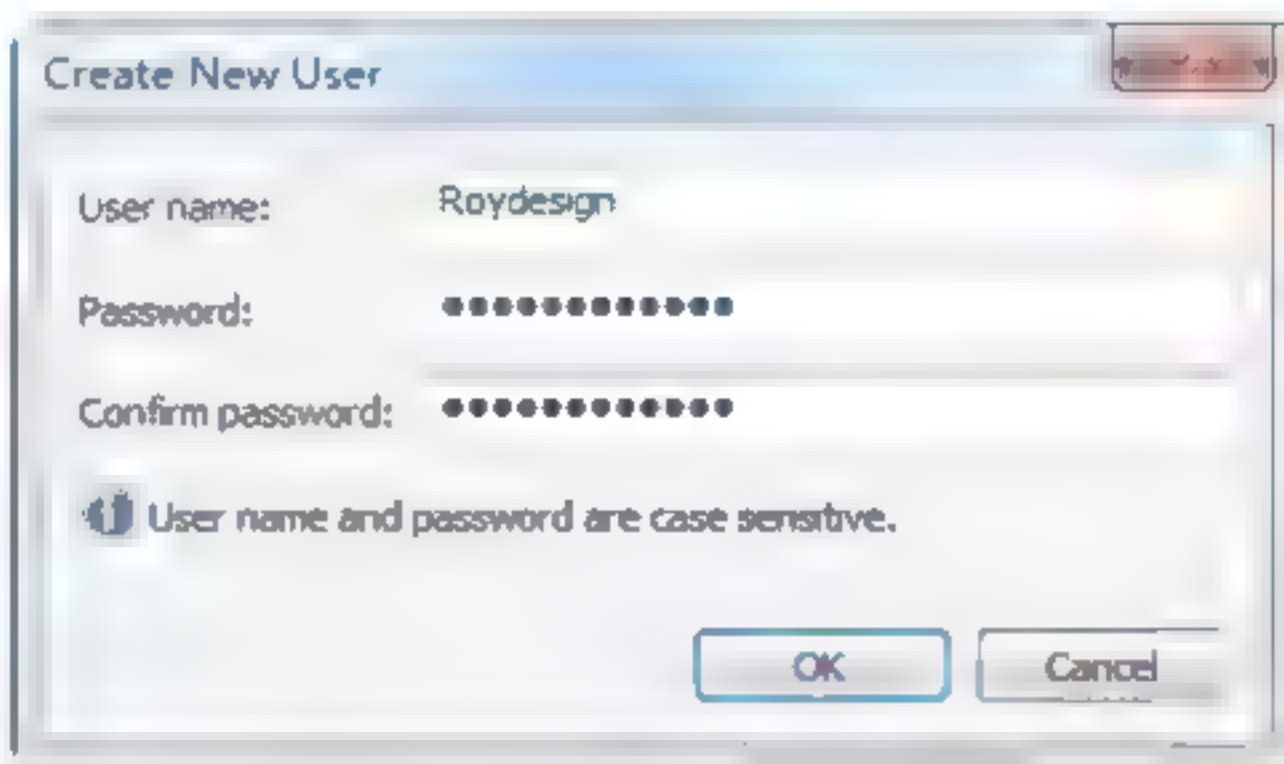 Create New User
User name: Roydesign
Password: ●●●●●●●●●●●●
Confirm password: ●●●●●●●●●●●●
User name and password are case sensitive.
OK Cancel